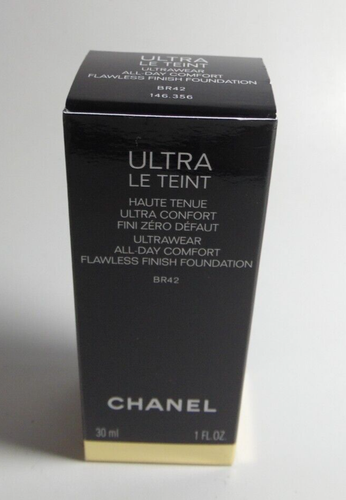 ULTRA
LE TEINT
ULTRAWEAR
ALL-DAY COMFORT
FLAWLESS FINISH FOUNDATION
BR42
146.356
ULTRA
LE TEINT
HAUTE TENUE
ULTRA CONFORT
FINI ZÉRO DÉFAUT
ULTRAWEAR
ALL-DAY COMFORT
FLAWLESS FINISH FOUNDATION
BR42
CHANEL
30 ml 1 FL.OZ.